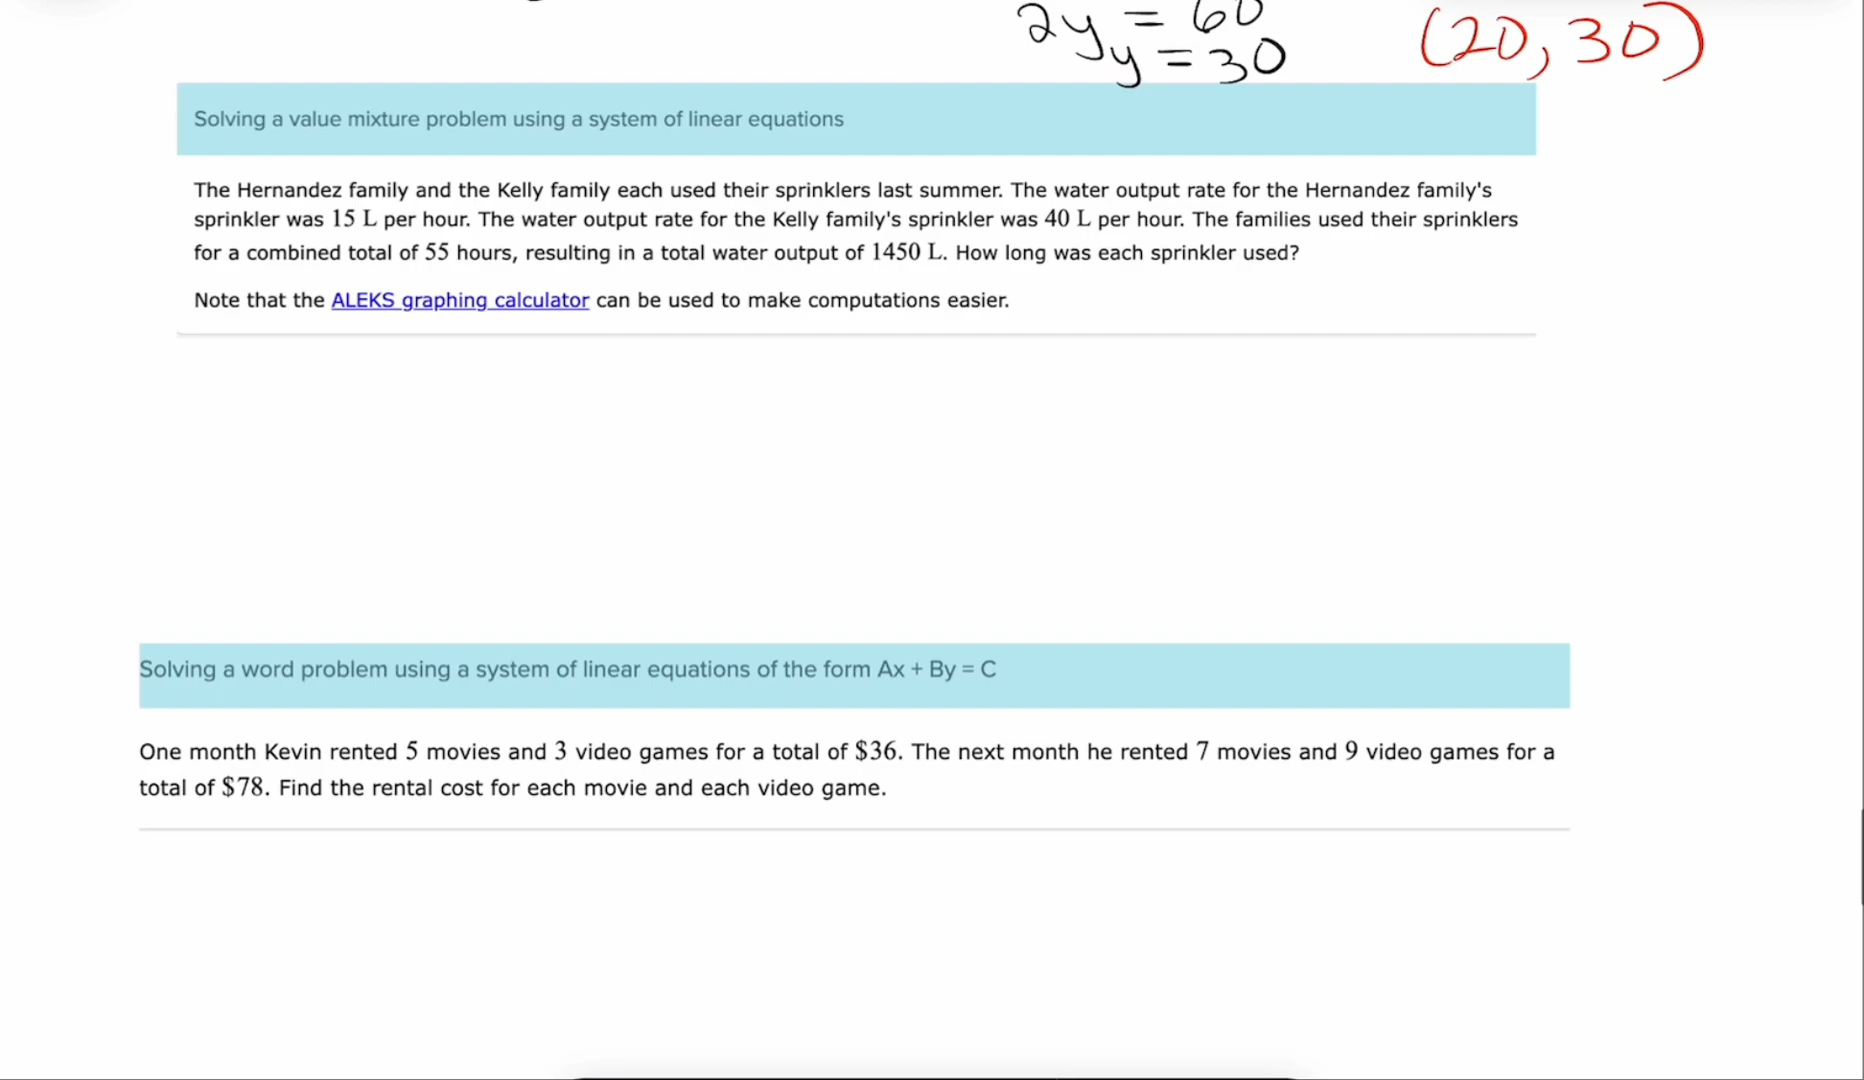 2y = 60
y = 30
(20, 30)
Solving a value mixture problem using a system of linear equations
The Hernandez family and the Kelly family each used their sprinklers last summer. The water output rate for the Hernandez family's
sprinkler was 15 L per hour. The water output rate for the Kelly family's sprinkler was 40 L per hour. The families used their sprinklers
for a combined total of 55 hours, resulting in a total water output of 1450 L. How long was each sprinkler used?
Note that the ALEKS graphing calculator can be used to make computations easier.
Solving a word problem using a system of linear equations of the form Ax + By = C
One month Kevin rented 5 movies and 3 video games for a total of $36. The next month he rented 7 movies and 9 video games for a
total of $78. Find the rental cost for each movie and each video game.